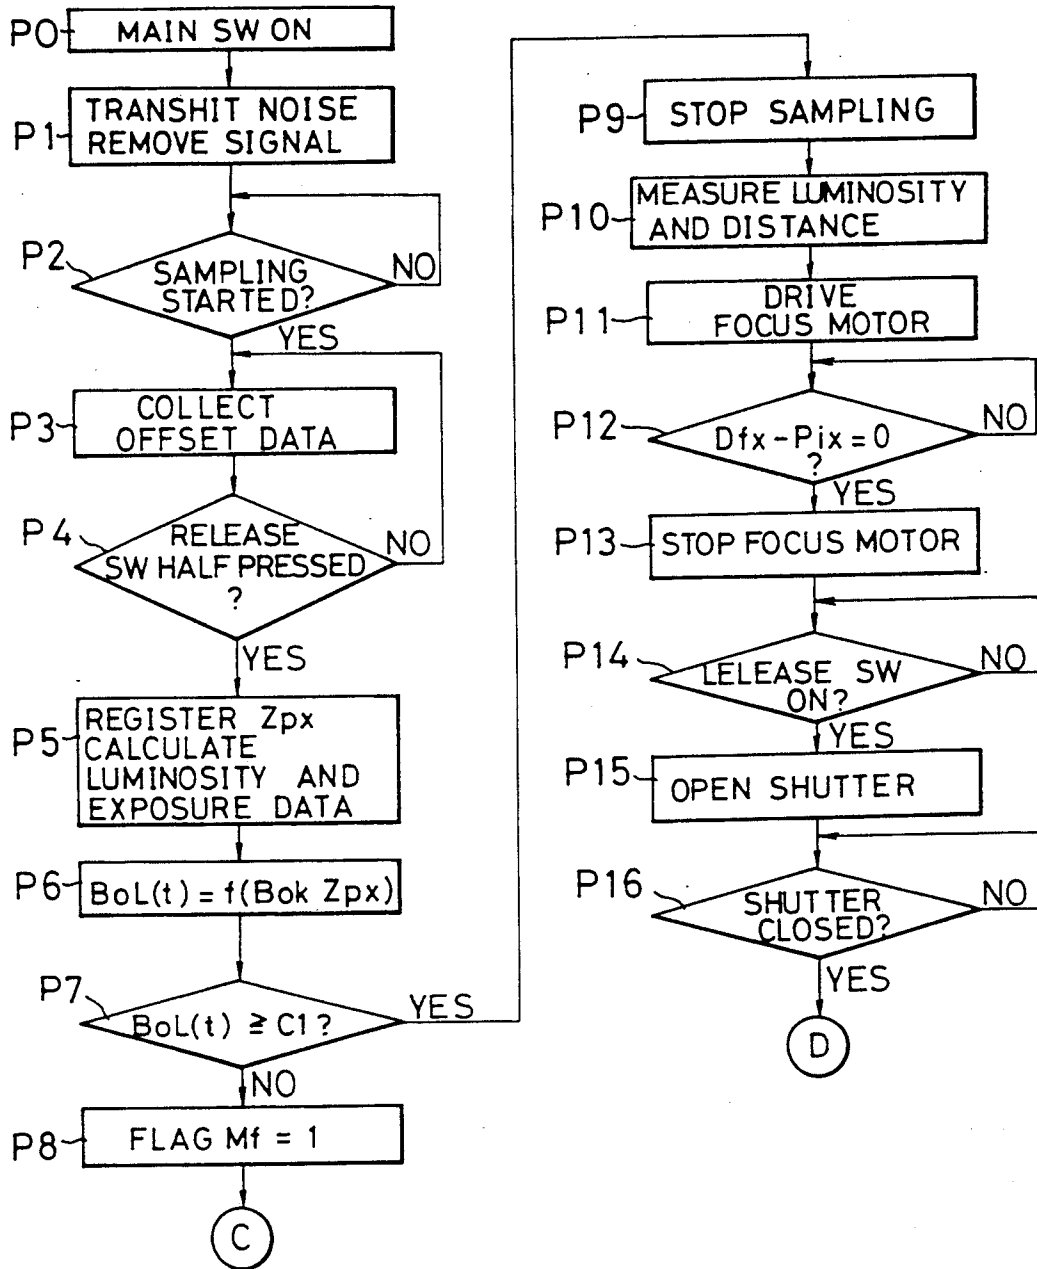 P0
MAIN SW ON
P1
TRANSHIT NOISE
REMOVE SIGNAL
P2
SAMPLING
STARTED?
NO
YES
P3
COLLECT
OFFSET DATA
P4
RELEASE
SW HALF PRESSED
?
NO
YES
P5
REGISTER Zpx
CALCULATE
LUMINOSITY AND
EXPOSURE DATA
P6
BoL(t) = f(Bok Zpx)
P7
BoL(t) ≧ C1?
YES
NO
P8
FLAG Mf = 1
C
P9
STOP SAMPLING
P10
MEASURE LUMINOSITY
AND DISTANCE
P11
DRIVE
FOCUS MOTOR
P12
Dfx - Pix = 0
?
NO
YES
P13
STOP FOCUS MOTOR
P14
LELEASE SW
ON?
NO
YES
P15
OPEN SHUTTER
P16
SHUTTER
CLOSED?
NO
YES
D